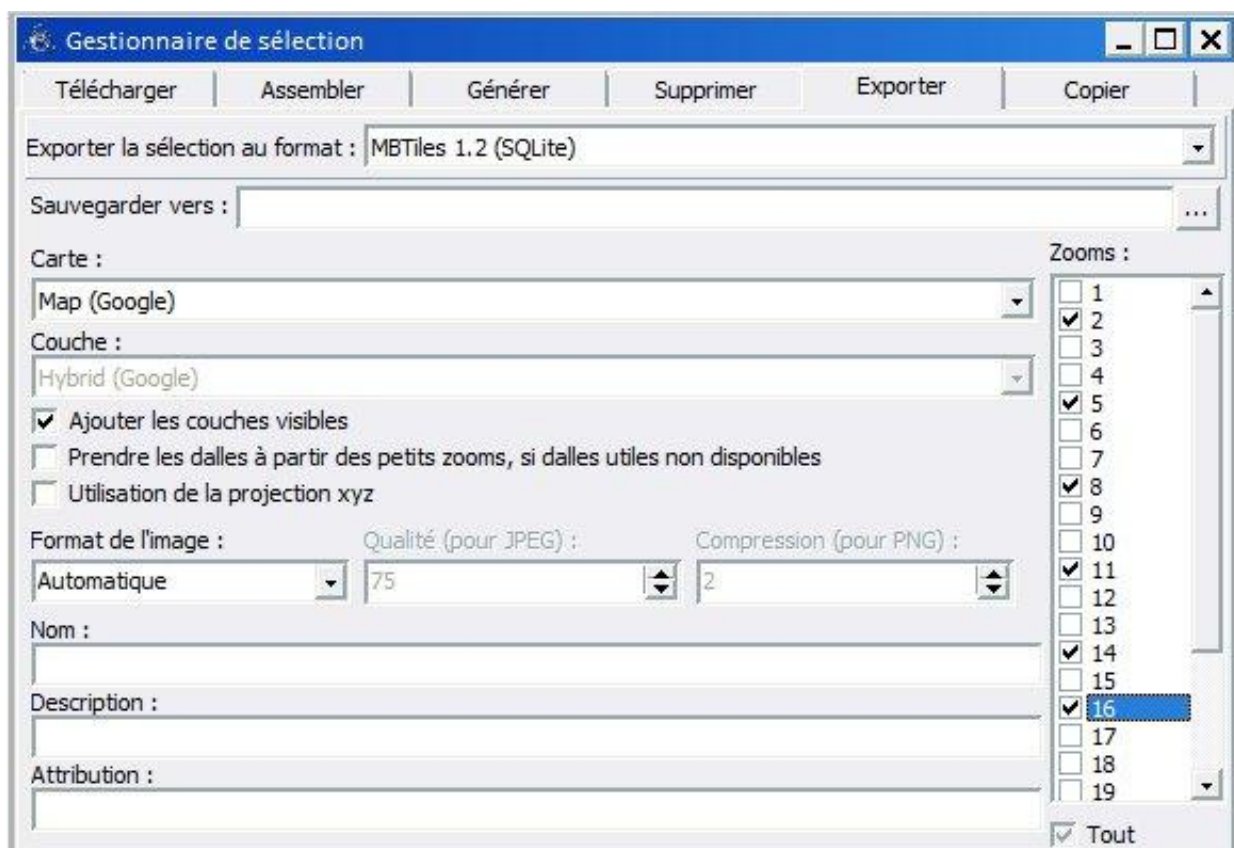 Gestionnaire de sélection
Télécharger Assembler Générer Supprimer Exporter Copier
Exporter la sélection au format : MBTiles 1.2 (SQLite)
Sauvegarder vers : ...
Carte :
Map (Google)
Couche :
Hybrid (Google)
Ajouter les couches visibles
Prendre les dalles à partir des petits zooms, si dalles utiles non disponibles
Utilisation de la projection xyz
Format de l'image : Qualité (pour JPEG) : Compression (pour PNG) :
Automatique 75 2
Nom :
Description :
Attribution :
Zooms :
1
2
3
4
5
6
7
8
9
10
11
12
13
14
15
16
17
18
19
Tout